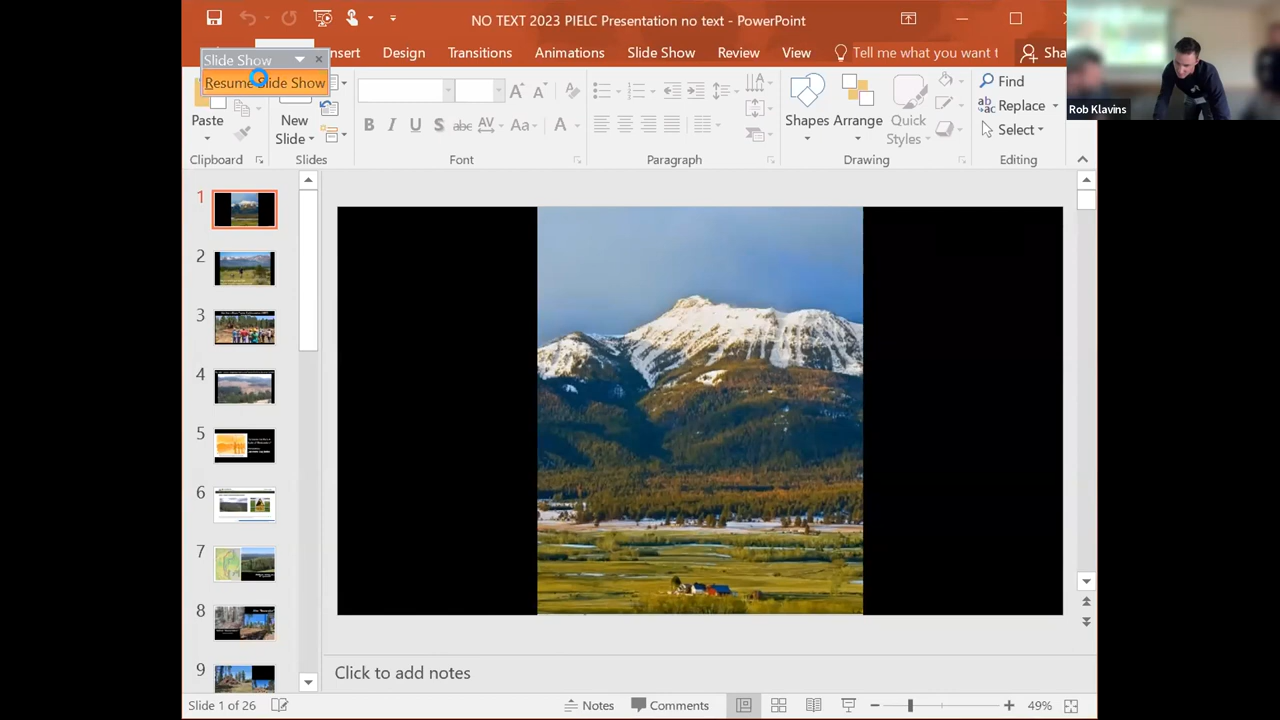 NO TEXT 2023 PIELC Presentation no text - PowerPoint
Insert Design Transitions Animations Slide Show Review View Tell me what you want t
Slide Show
Resume Slide Show
Paste
New
Slide
B U S abc AV Aa A
Shapes
Arrange
Quick
Styles
Find
Replace
Select
Clipboard
Slides
Font
Paragraph
Drawing
Editing
Rob Klavins
1
2
3
4
5
6
7
8
9
Click to add notes
Slide 1 of 26
Notes
Comments
49%